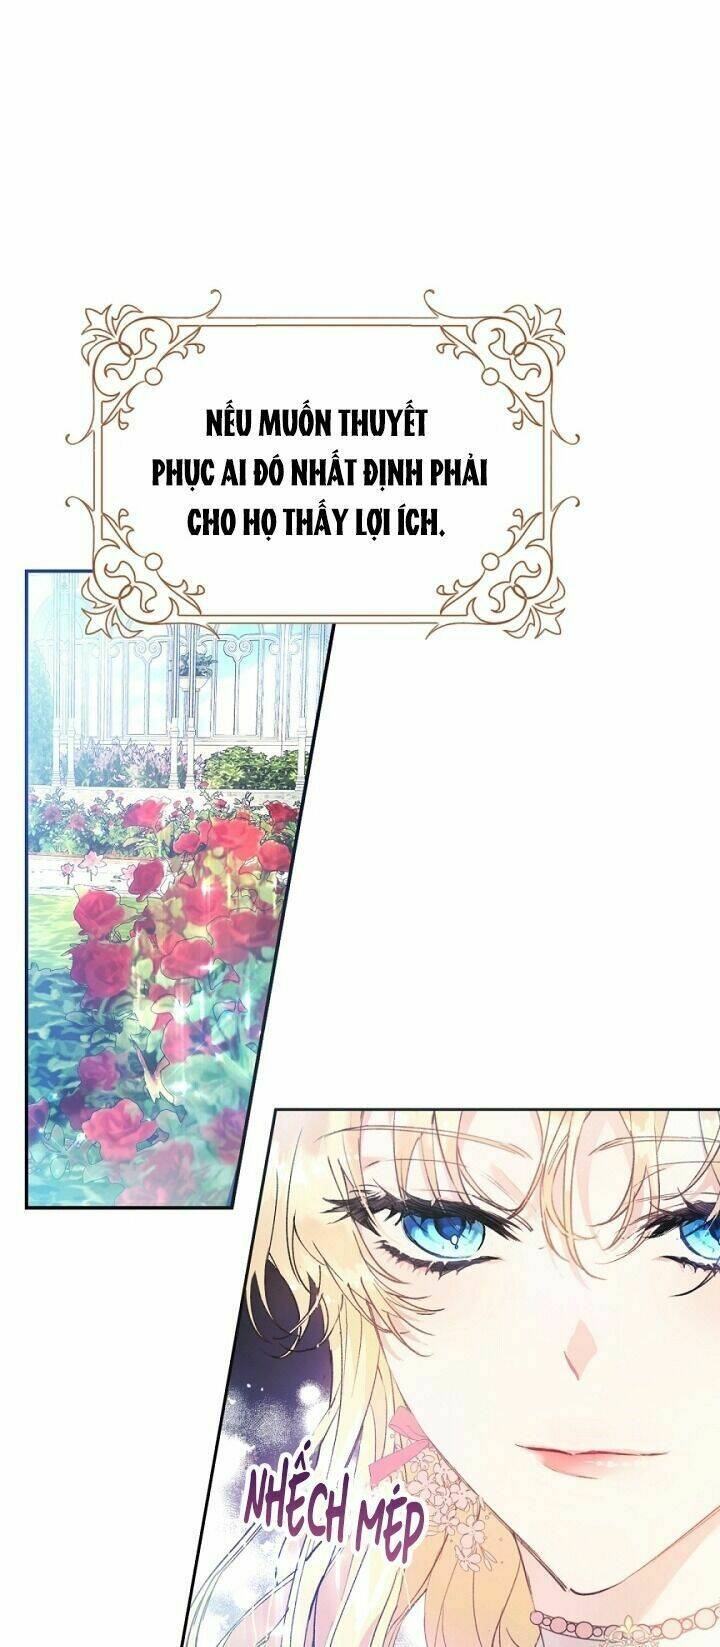 NẾU MUỐN THUYẾT
PHỤC AI ĐÓ NHẤT ĐỊNH PHẢI
CHO HỌ THẤY LỢI ÍCH.
NHẾCH MÉP